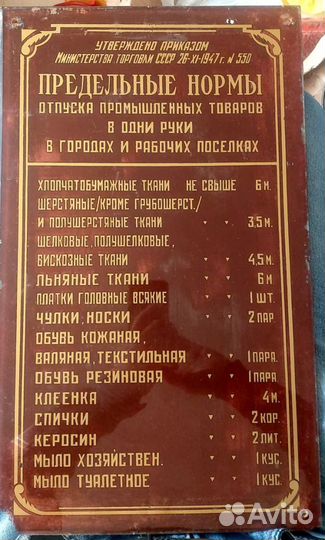 УТВЕРЖДЕНО ПРИКАЗОМ
МИНИСТЕРСТВА ТОРГОВЛИ СССР 26-XI-1947г. № 550
ПРЕДЕЛЬНЫЕ НОРМЫ
ОТПУСКА ПРОМЫШЛЕННЫХ ТОВАРОВ
В ОДНИ РУКИ
В ГОРОДАХ И РАБОЧИХ ПОСЕЛКАХ
ХЛОПЧАТОБУМАЖНЫЕ ТКАНИ НЕ СВЫШЕ 6 М.
ШЕРСТЯНЫЕ/КРОМЕ ГРУБОШЕРСТ./
И ПОЛУШЕРСТЯНЫЕ ТКАНИ " " 3,5 М.
ШЕЛКОВЫЕ, ПОЛУШЕЛКОВЫЕ,
ВИСКОЗНЫЕ ТКАНИ " " 4,5 М.
ЛЬНЯНЫЕ ТКАНИ " " 6 М
ПЛАТКИ ГОЛОВНЫЕ ВСЯКИЕ " " 1 ШТ.
ЧУЛКИ, НОСКИ " " 2 ПАР.
ОБУВЬ КОЖАНАЯ,
ВАЛЯНАЯ, ТЕКСТИЛЬНАЯ " " 1 ПАРА.
ОБУВЬ РЕЗИНОВАЯ " " 1 ПАРА
КЛЕЕНКА " " 4 М.
СПИЧКИ " " 2 КОР.
КЕРОСИН " " 2 ЛИТ.
МЫЛО ХОЗЯЙСТВЕН. " " 1 КУС.
МЫЛО ТУАЛЕТНОЕ " " 1 КУС.
Avito